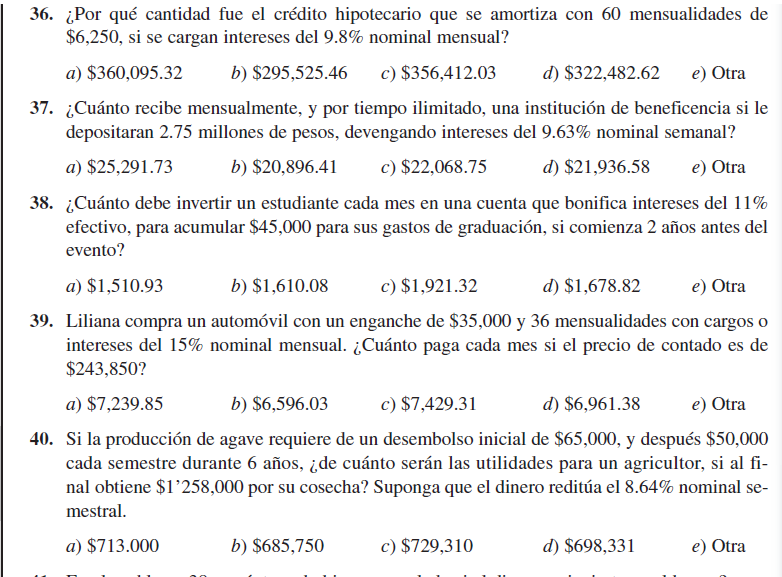 36. ¿Por qué cantidad fue el crédito hipotecario que se amortiza con 60 mensualidades de
$6,250, si se cargan intereses del 9.8% nominal mensual?
a) $360,095.32 b) $295,525.46 c) $356,412.03 d) $322,482.62 e) Otra
37. ¿Cuánto recibe mensualmente, y por tiempo ilimitado, una institución de beneficencia si le
depositaran 2.75 millones de pesos, devengando intereses del 9.63% nominal semanal?
a) $25,291.73 b) $20,896.41 c) $22,068.75 d) $21,936.58 e) Otra
38. ¿Cuánto debe invertir un estudiante cada mes en una cuenta que bonifica intereses del 11%
efectivo, para acumular $45,000 para sus gastos de graduación, si comienza 2 años antes del
evento?
a) $1,510.93 b) $1,610.08 c) $1,921.32 d) $1,678.82 e) Otra
39. Liliana compra un automóvil con un enganche de $35,000 y 36 mensualidades con cargos o
intereses del 15% nominal mensual. ¿Cuánto paga cada mes si el precio de contado es de
$243,850?
a) $7,239.85 b) $6,596.03 c) $7,429.31 d) $6,961.38 e) Otra
40. Si la producción de agave requiere de un desembolso inicial de $65,000, y después $50,000
cada semestre durante 6 años, ¿de cuánto serán las utilidades para un agricultor, si al fi-
nal obtiene $1’258,000 por su cosecha? Suponga que el dinero reditúa el 8.64% nominal se-
mestral.
a) $713.000 b) $685,750 c) $729,310 d) $698,331 e) Otra